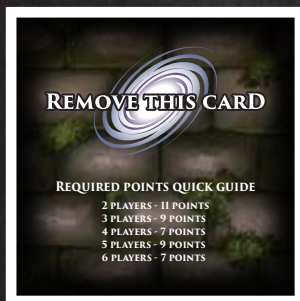 REMOVE THIS CARD
REQUIRED POINTS QUICK GUIDE
2 PLAYERS - 11 POINTS
3 PLAYERS - 9 POINTS
4 PLAYERS - 7 POINTS
5 PLAYERS - 9 POINTS
6 PLAYERS - 7 POINTS